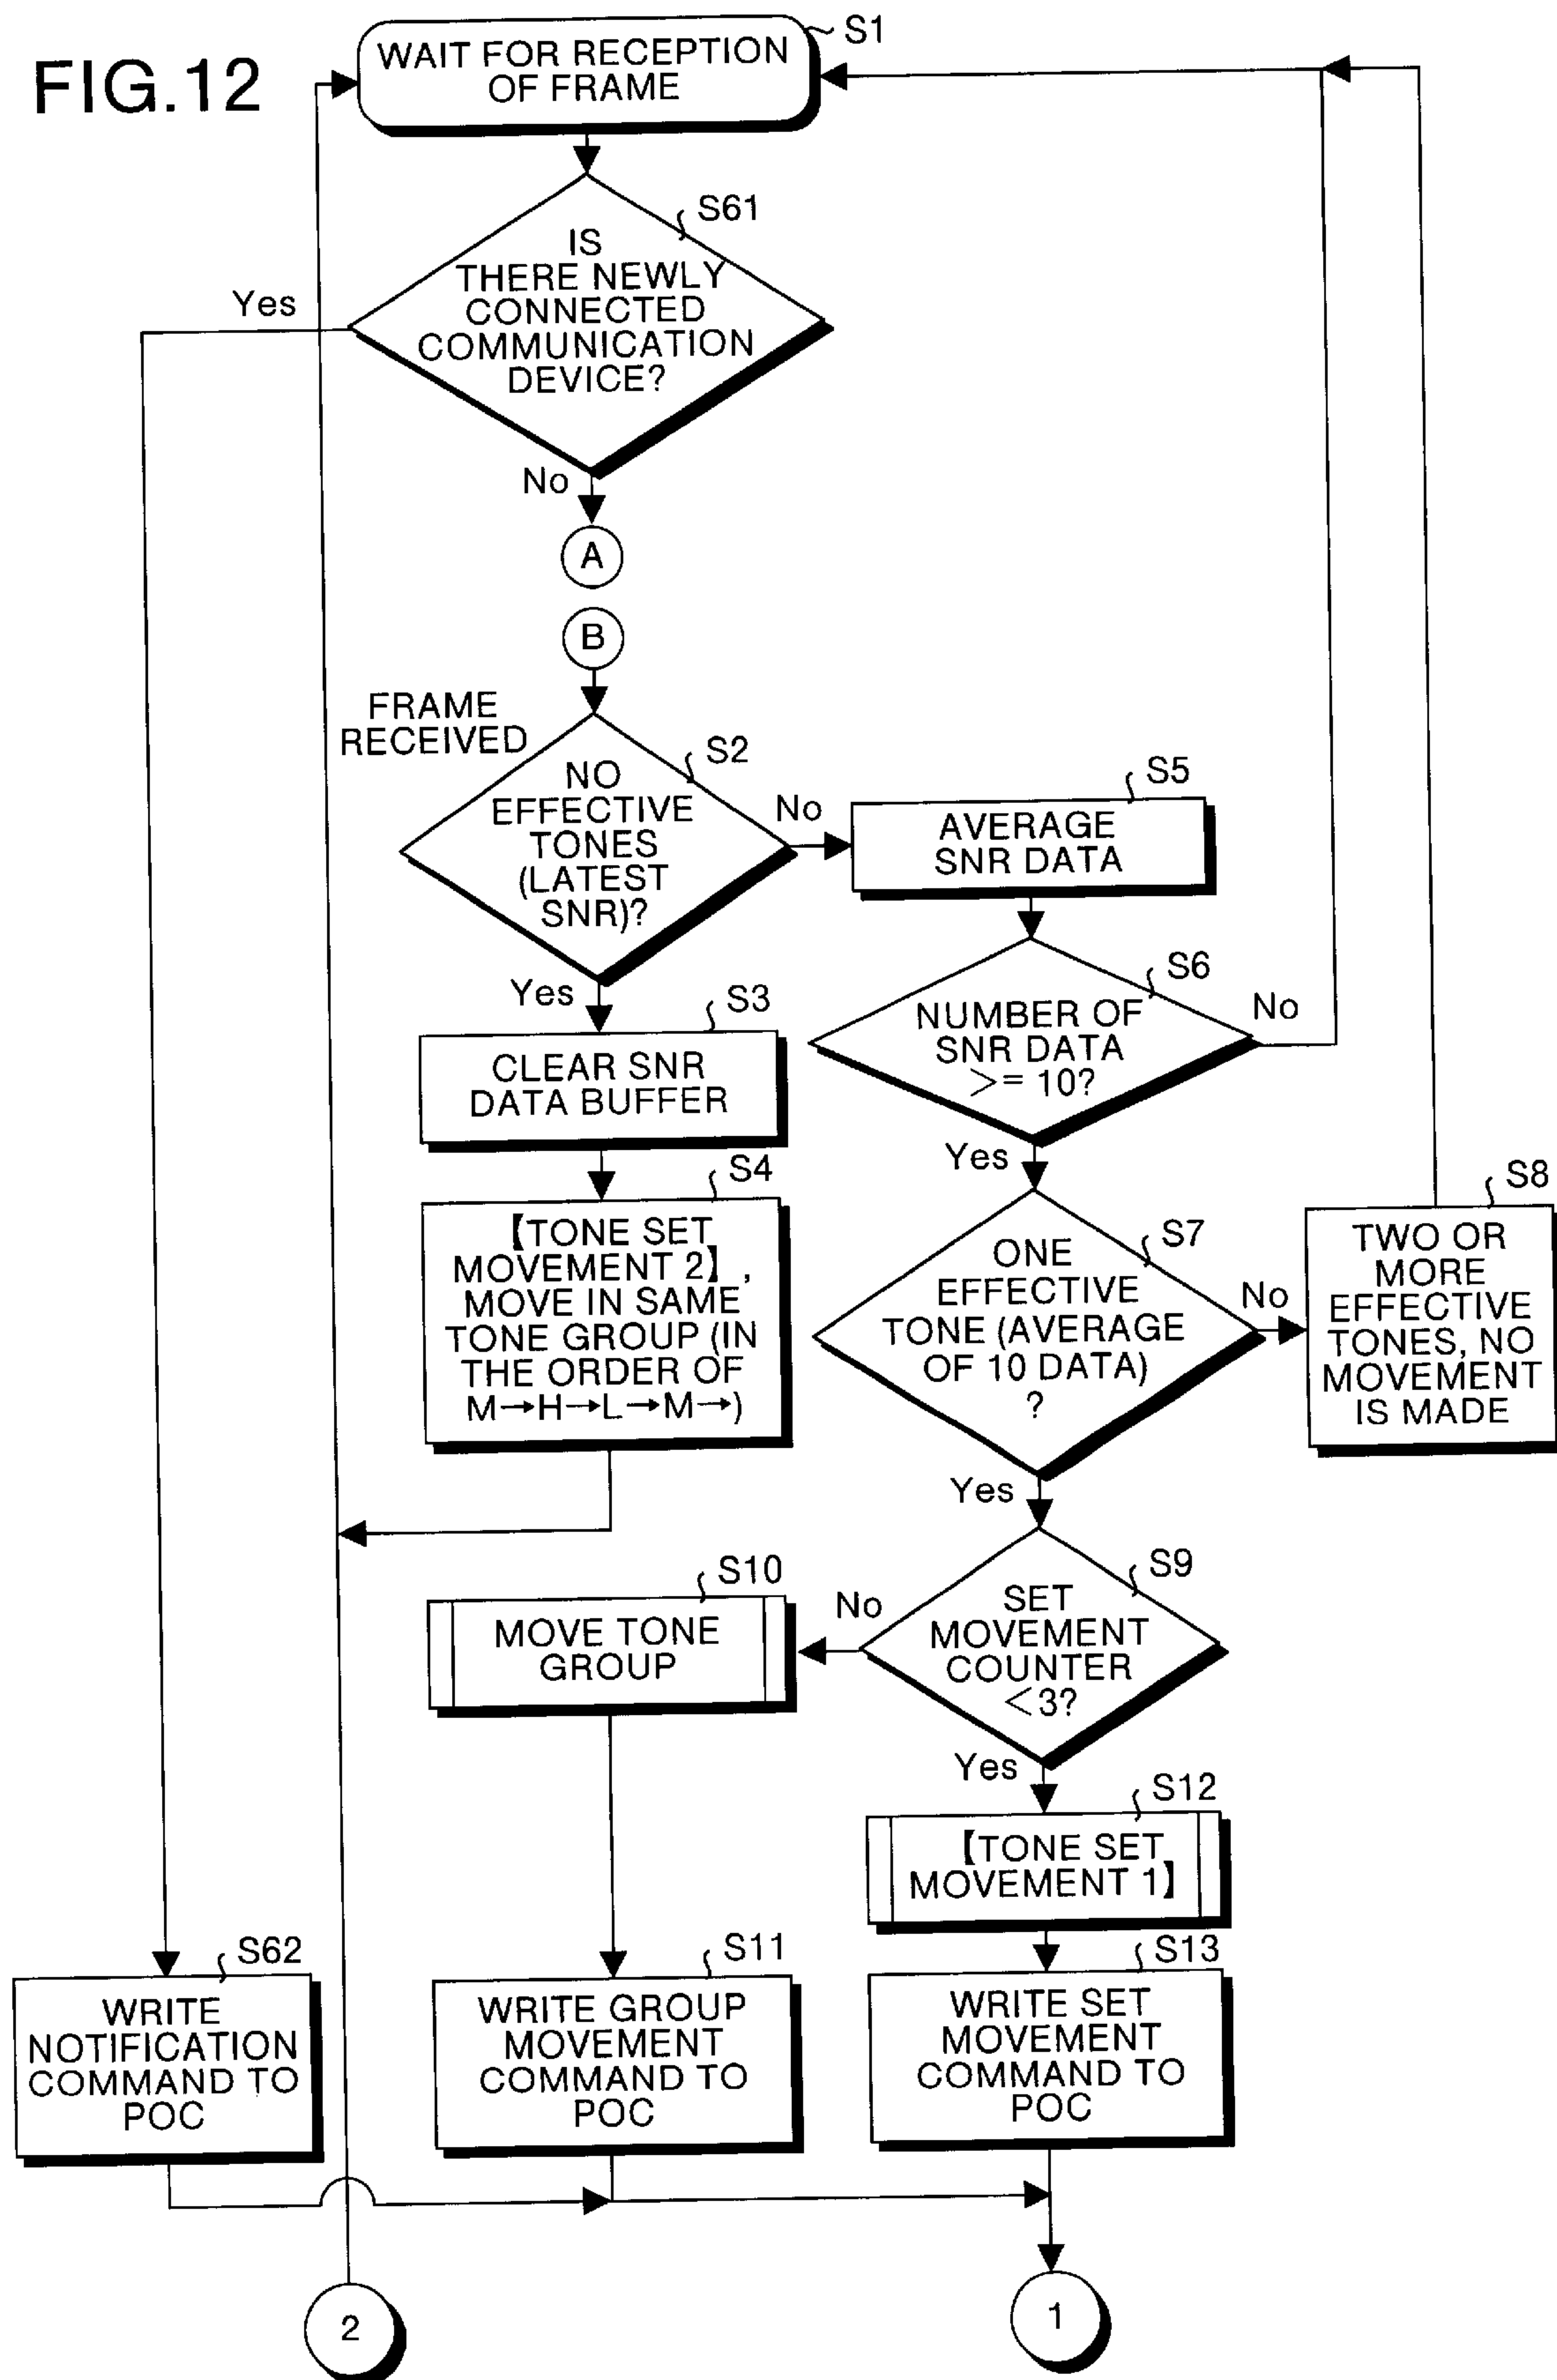 FIG.12
S1
WAIT FOR RECEPTION
OF FRAME
S61
IS
THERE NEWLY
CONNECTED
COMMUNICATION
DEVICE?
Yes
No
A
B
FRAME
RECEIVED
S2
NO
EFFECTIVE
TONES
(LATEST
SNR)?
No
Yes
S5
AVERAGE
SNR DATA
S6
NUMBER OF
SNR DATA
>= 10?
No
Yes
S3
CLEAR SNR
DATA BUFFER
S4
【TONE SET
MOVEMENT 2】,
MOVE IN SAME
TONE GROUP (IN
THE ORDER OF
M→H→L→M→)
S7
ONE
EFFECTIVE
TONE (AVERAGE
OF 10 DATA)
?
No
Yes
S8
TWO OR
MORE
EFFECTIVE
TONES, NO
MOVEMENT
IS MADE
S9
SET
MOVEMENT
COUNTER
<3?
No
Yes
S10
MOVE TONE
GROUP
S12
【TONE SET
MOVEMENT 1】
S62
WRITE
NOTIFICATION
COMMAND TO
POC
S11
WRITE GROUP
MOVEMENT
COMMAND TO
POC
S13
WRITE SET
MOVEMENT
COMMAND TO
POC
2
1